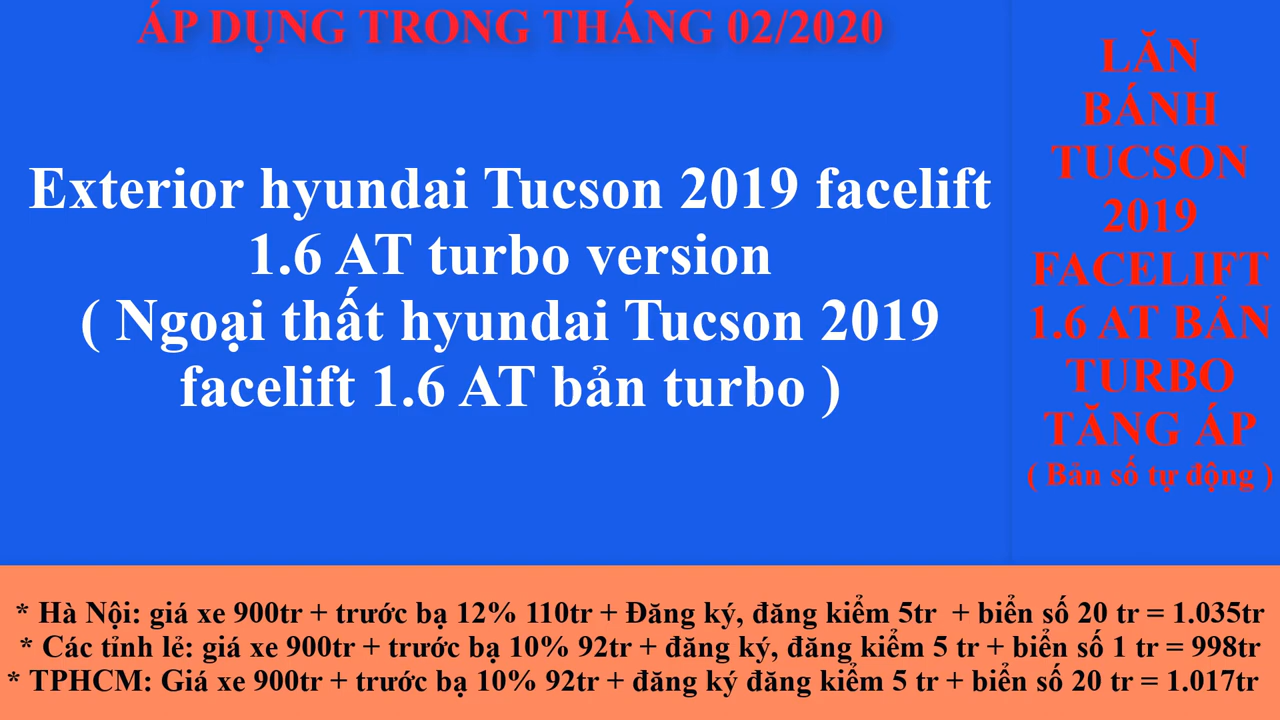 ÁP DỤNG TRONG THÁNG 02/2020
Exterior hyundai Tucson 2019 facelift
1.6 AT turbo version
( Ngoại thất hyundai Tucson 2019
facelift 1.6 AT bản turbo )
LĂN
BÁNH
TUCSON
2019
FACELIFT
1.6 AT BẢN
TURBO
TĂNG ÁP
( Bản số tự động )
* Hà Nội: giá xe 900tr + trước bạ 12% 110tr + Đăng ký, đăng kiểm 5tr + biển số 20 tr = 1.035tr
* Các tỉnh lẻ: giá xe 900tr + trước bạ 10% 92tr + đăng ký, đăng kiểm 5 tr + biển số 1 tr = 998tr
* TPHCM: Giá xe 900tr + trước bạ 10% 92tr + đăng ký đăng kiểm 5 tr + biển số 20 tr = 1.017tr